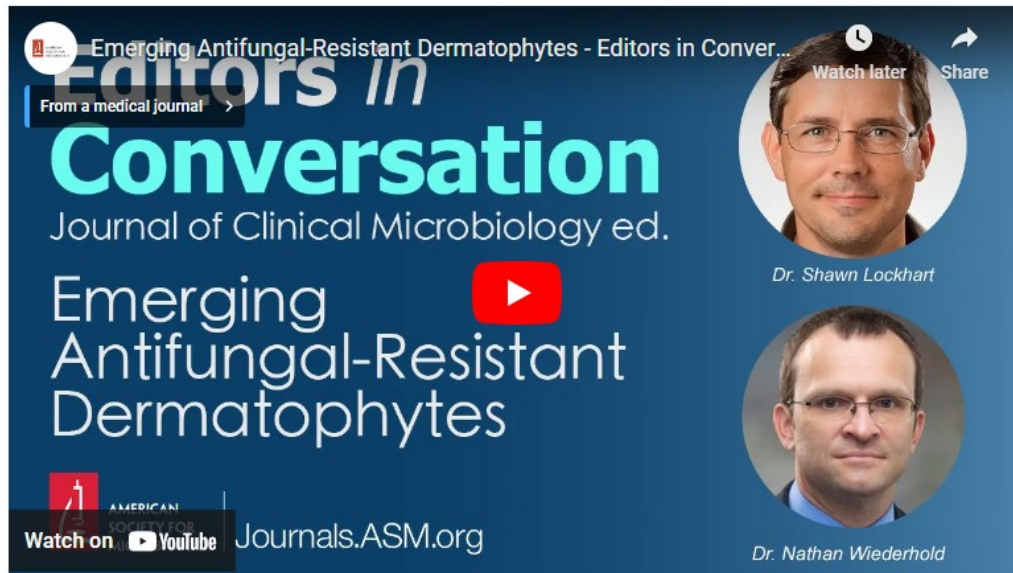 Emerging Antifungal-Resistant Dermatophytes - Editors in Conver...
Watch later
Share
From a medical journal
Editors in
Conversation
Journal of Clinical Microbiology ed.
Emerging
Antifungal-Resistant
Dermatophytes
Dr. Shawn Lockhart
AMERICAN
SOCIETY FOR
Watch on YouTube
Journals.ASM.org
Dr. Nathan Wiederhold